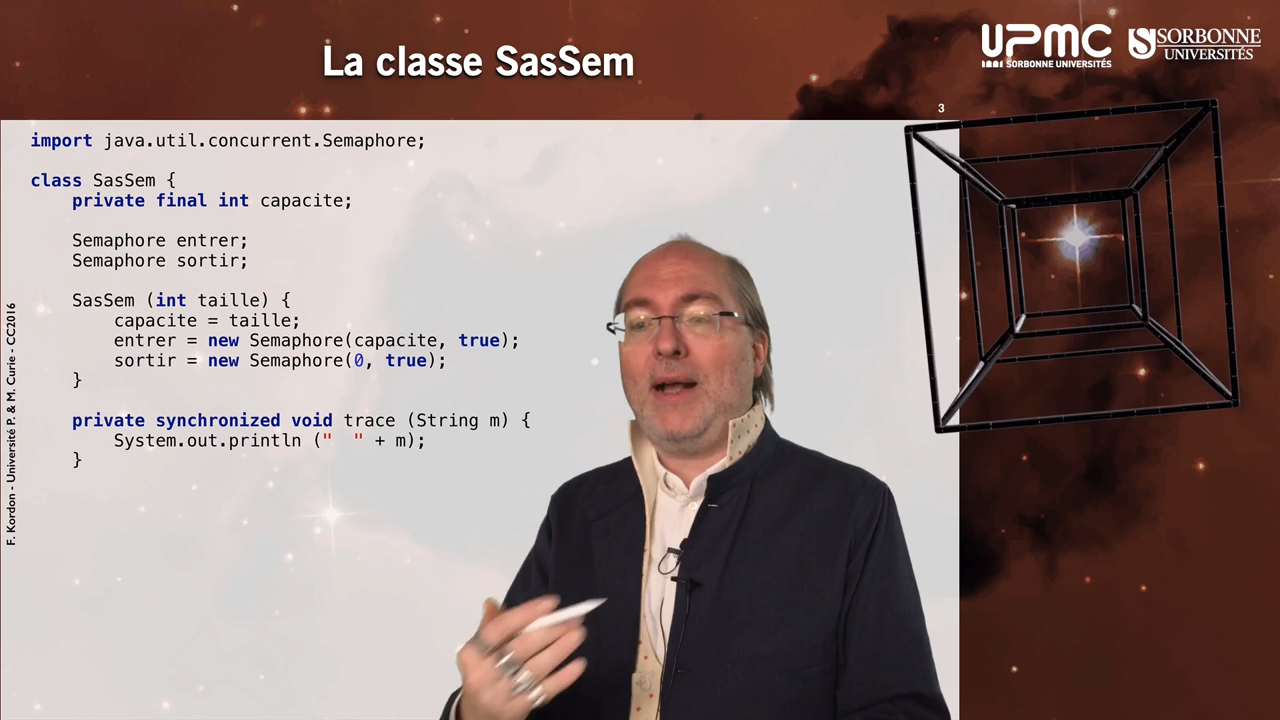 La classe SasSem
UPMC
SORBONNE UNIVERSITÉS
SORBONNE
UNIVERSITÉS
3
import java.util.concurrent.Semaphore;
class SasSem {
    private final int capacite;
    Semaphore entrer;
    Semaphore sortir;
    SasSem (int taille) {
        capacite = taille;
        entrer = new Semaphore(capacite, true);
        sortir = new Semaphore(0, true);
    }
    private synchronized void trace (String m) {
        System.out.println ("  " + m);
    }
F. Kordon - Université P. & M. Curie - CC2016